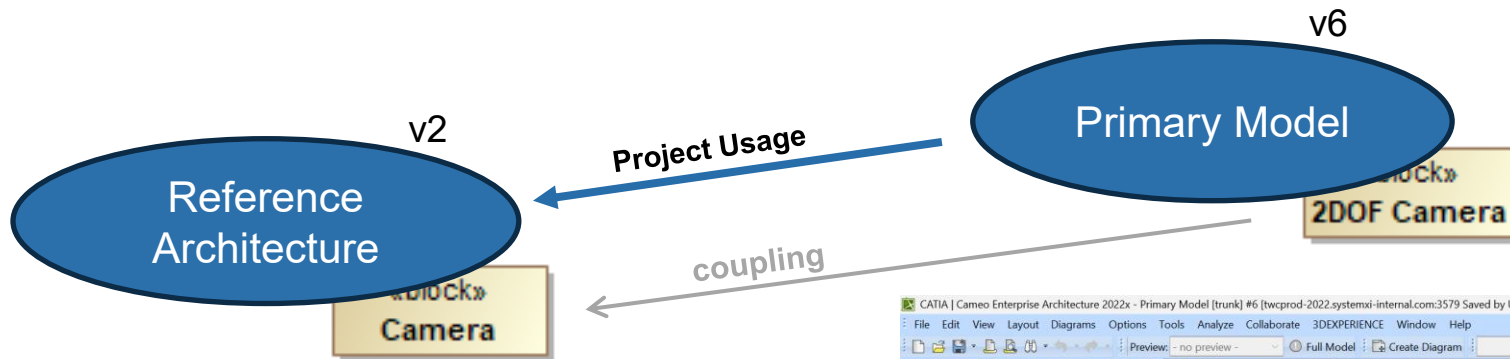 v6
Primary Model
v2
Project Usage
Reference
Architecture
2DOF Camera
coupling
«block»
Camera
CATIA | Cameo Enterprise Architecture 2022x - Primary Model [trunk] #6 [twcprod-2022.systemxi-internal.com:3579 Saved by
File Edit View Layout Diagrams Options Tools Analyze Collaborate 3DEXPERIENCE Window Help
Preview: - no preview - Full Model Create Diagram